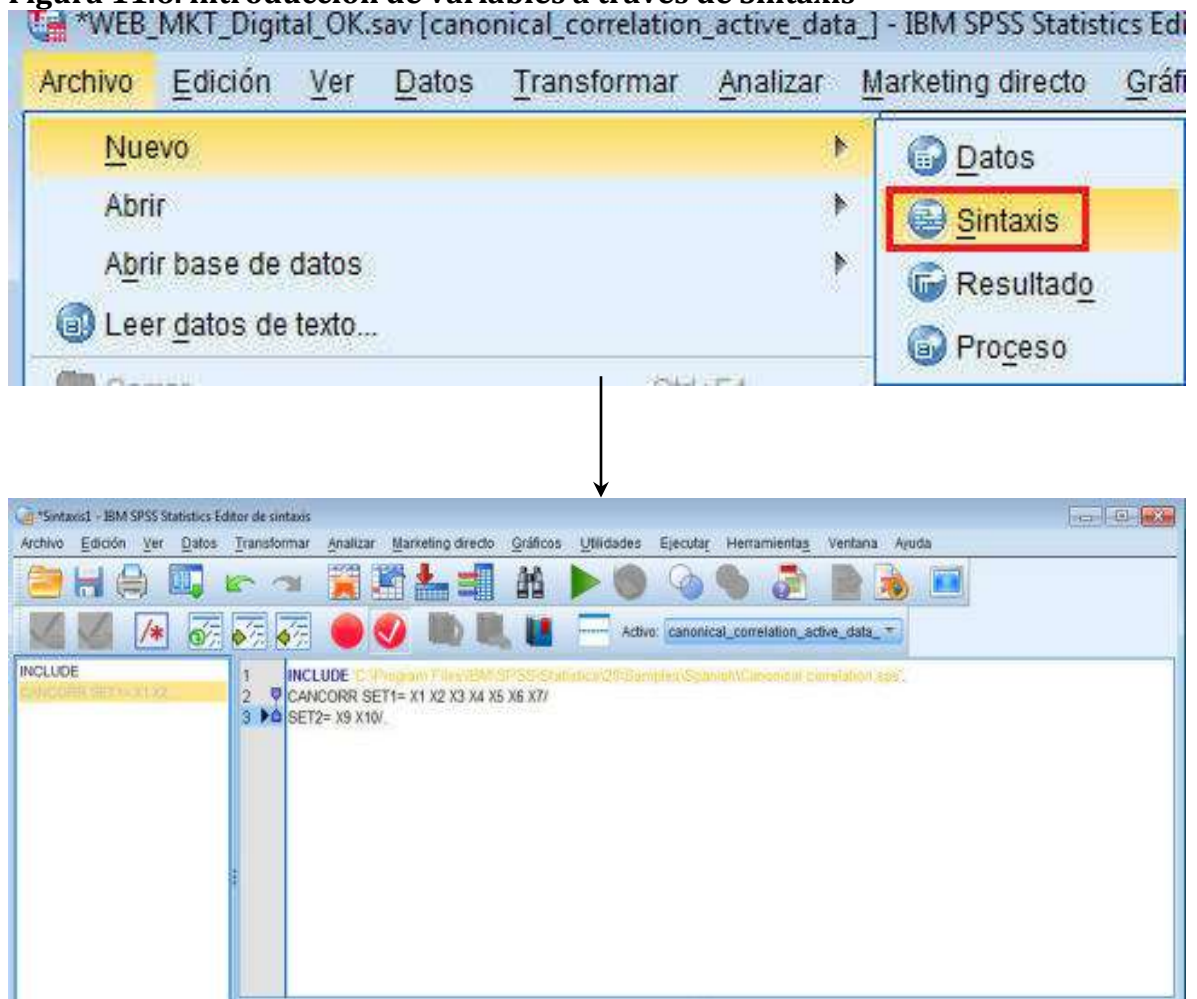 Figura 11.6. Introducción de variables a través de Sintaxis
*WEB_MKT_Digital_OK.sav [canonical_correlation_active_data_] - IBM SPSS Statistics Edi
Archivo Edición Ver Datos Transformar Analizar Marketing directo Gráfi
Nuevo
Abrir
Abrir base de datos
Leer datos de texto...
Datos
Sintaxis
Resultado
Proceso
*Sintaxis1 - IBM SPSS Statistics Editor de sintaxis
Archivo Edición Ver Datos Transformar Analizar Marketing directo Gráficos Utilidades Ejecutar Herramientas Ventana Ayuda
Activo: canonical_correlation_active_data_
INCLUDE
CANCORR SET1= X1 X2...
1 INCLUDE 'C:\Program Files\IBM\SPSS\Statistics\20\Samples\Spanish\Canonical correlation.sps'.
2 CANCORR SET1= X1 X2 X3 X4 X5 X6 X7/
3 SET2= X9 X10/.